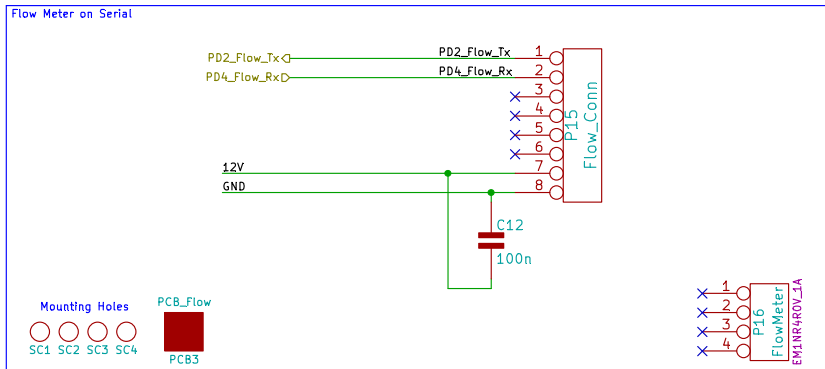 Flow Meter on Serial
PD2_Flow_Tx
PD2_Flow_Tx
1
PD4_Flow_Rx
PD4_Flow_Rx
2
3
4
5
6
P15
Flow_Conn
12V
7
GND
8
C12
100n
Mounting Holes
SC1
SC2
SC3
SC4
PCB_Flow
PCB3
1
2
3
4
P16
FlowMeter
EM1NR4R0V_1A